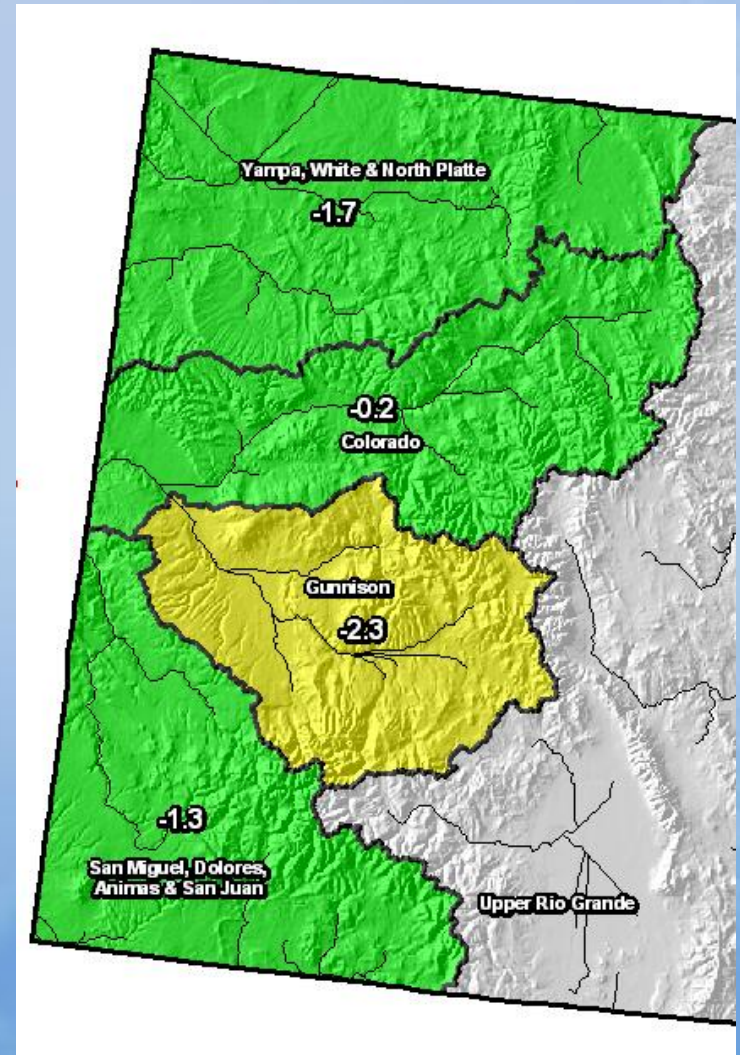 Yampa, White & North Platte
-1.7
-0.2
Colorado
Gunnison
-2.3
-1.3
San Miguel, Dolores,
Animas & San Juan
Upper Rio Grande